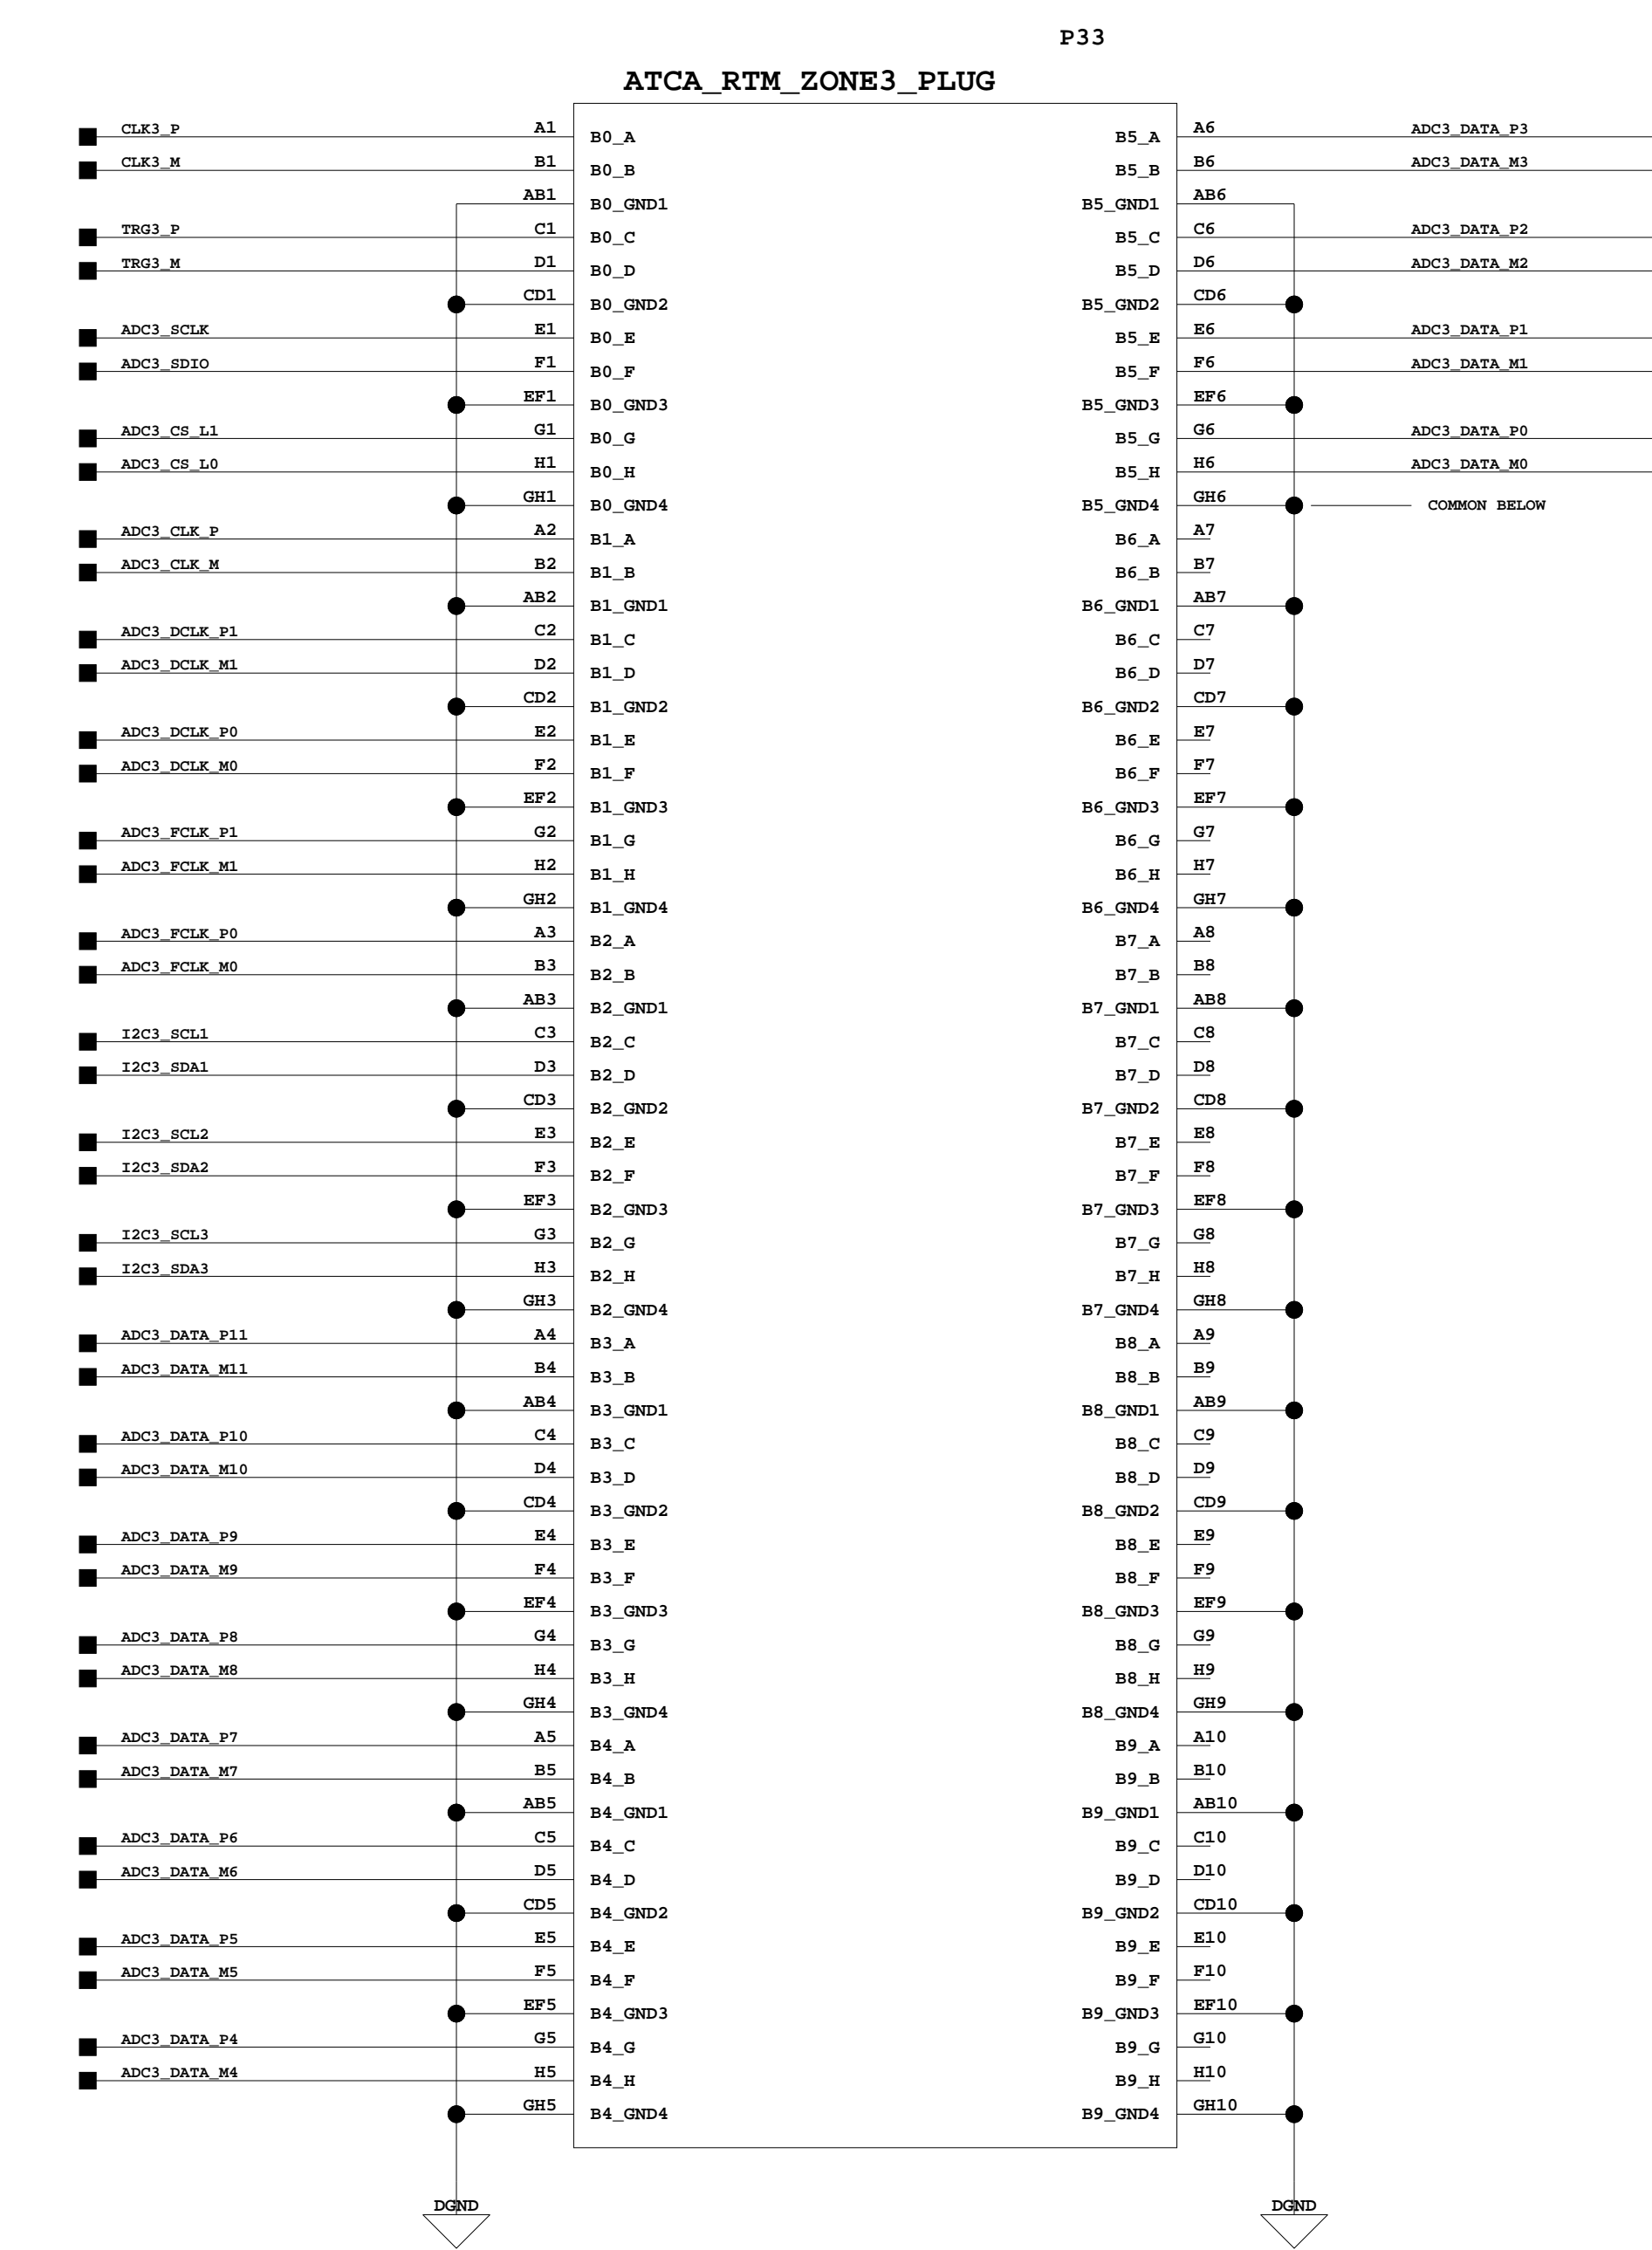 P33
ATCA_RTM_ZONE3_PLUG
CLK3_P A1 B0_A B5_A A6 ADC3_DATA_P3
CLK3_M B1 B0_B B5_B B6 ADC3_DATA_M3
AB1 B0_GND1 B5_GND1 AB6
TRG3_P C1 B0_C B5_C C6 ADC3_DATA_P2
TRG3_M D1 B0_D B5_D D6 ADC3_DATA_M2
CD1 B0_GND2 B5_GND2 CD6
ADC3_SCLK E1 B0_E B5_E E6 ADC3_DATA_P1
ADC3_SDIO F1 B0_F B5_F F6 ADC3_DATA_M1
EF1 B0_GND3 B5_GND3 EF6
ADC3_CS_L1 G1 B0_G B5_G G6 ADC3_DATA_P0
ADC3_CS_L0 H1 B0_H B5_H H6 ADC3_DATA_M0
GH1 B0_GND4 B5_GND4 GH6 COMMON BELOW
ADC3_CLK_P A2 B1_A B6_A A7
ADC3_CLK_M B2 B1_B B6_B B7
AB2 B1_GND1 B6_GND1 AB7
ADC3_DCLK_P1 C2 B1_C B6_C C7
ADC3_DCLK_M1 D2 B1_D B6_D D7
CD2 B1_GND2 B6_GND2 CD7
ADC3_DCLK_P0 E2 B1_E B6_E E7
ADC3_DCLK_M0 F2 B1_F B6_F F7
EF2 B1_GND3 B6_GND3 EF7
ADC3_FCLK_P1 G2 B1_G B6_G G7
ADC3_FCLK_M1 H2 B1_H B6_H H7
GH2 B1_GND4 B6_GND4 GH7
ADC3_FCLK_P0 A3 B2_A B7_A A8
ADC3_FCLK_M0 B3 B2_B B7_B B8
AB3 B2_GND1 B7_GND1 AB8
I2C3_SCL1 C3 B2_C B7_C C8
I2C3_SDA1 D3 B2_D B7_D D8
CD3 B2_GND2 B7_GND2 CD8
I2C3_SCL2 E3 B2_E B7_E E8
I2C3_SDA2 F3 B2_F B7_F F8
EF3 B2_GND3 B7_GND3 EF8
I2C3_SCL3 G3 B2_G B7_G G8
I2C3_SDA3 H3 B2_H B7_H H8
GH3 B2_GND4 B7_GND4 GH8
ADC3_DATA_P11 A4 B3_A B8_A A9
ADC3_DATA_M11 B4 B3_B B8_B B9
AB4 B3_GND1 B8_GND1 AB9
ADC3_DATA_P10 C4 B3_C B8_C C9
ADC3_DATA_M10 D4 B3_D B8_D D9
CD4 B3_GND2 B8_GND2 CD9
ADC3_DATA_P9 E4 B3_E B8_E E9
ADC3_DATA_M9 F4 B3_F B8_F F9
EF4 B3_GND3 B8_GND3 EF9
ADC3_DATA_P8 G4 B3_G B8_G G9
ADC3_DATA_M8 H4 B3_H B8_H H9
GH4 B3_GND4 B8_GND4 GH9
ADC3_DATA_P7 A5 B4_A B9_A A10
ADC3_DATA_M7 B5 B4_B B9_B B10
AB5 B4_GND1 B9_GND1 AB10
ADC3_DATA_P6 C5 B4_C B9_C C10
ADC3_DATA_M6 D5 B4_D B9_D D10
CD5 B4_GND2 B9_GND2 CD10
ADC3_DATA_P5 E5 B4_E B9_E E10
ADC3_DATA_M5 F5 B4_F B9_F F10
EF5 B4_GND3 B9_GND3 EF10
ADC3_DATA_P4 G5 B4_G B9_G G10
ADC3_DATA_M4 H5 B4_H B9_H H10
GH5 B4_GND4 B9_GND4 GH10
DGND DGND